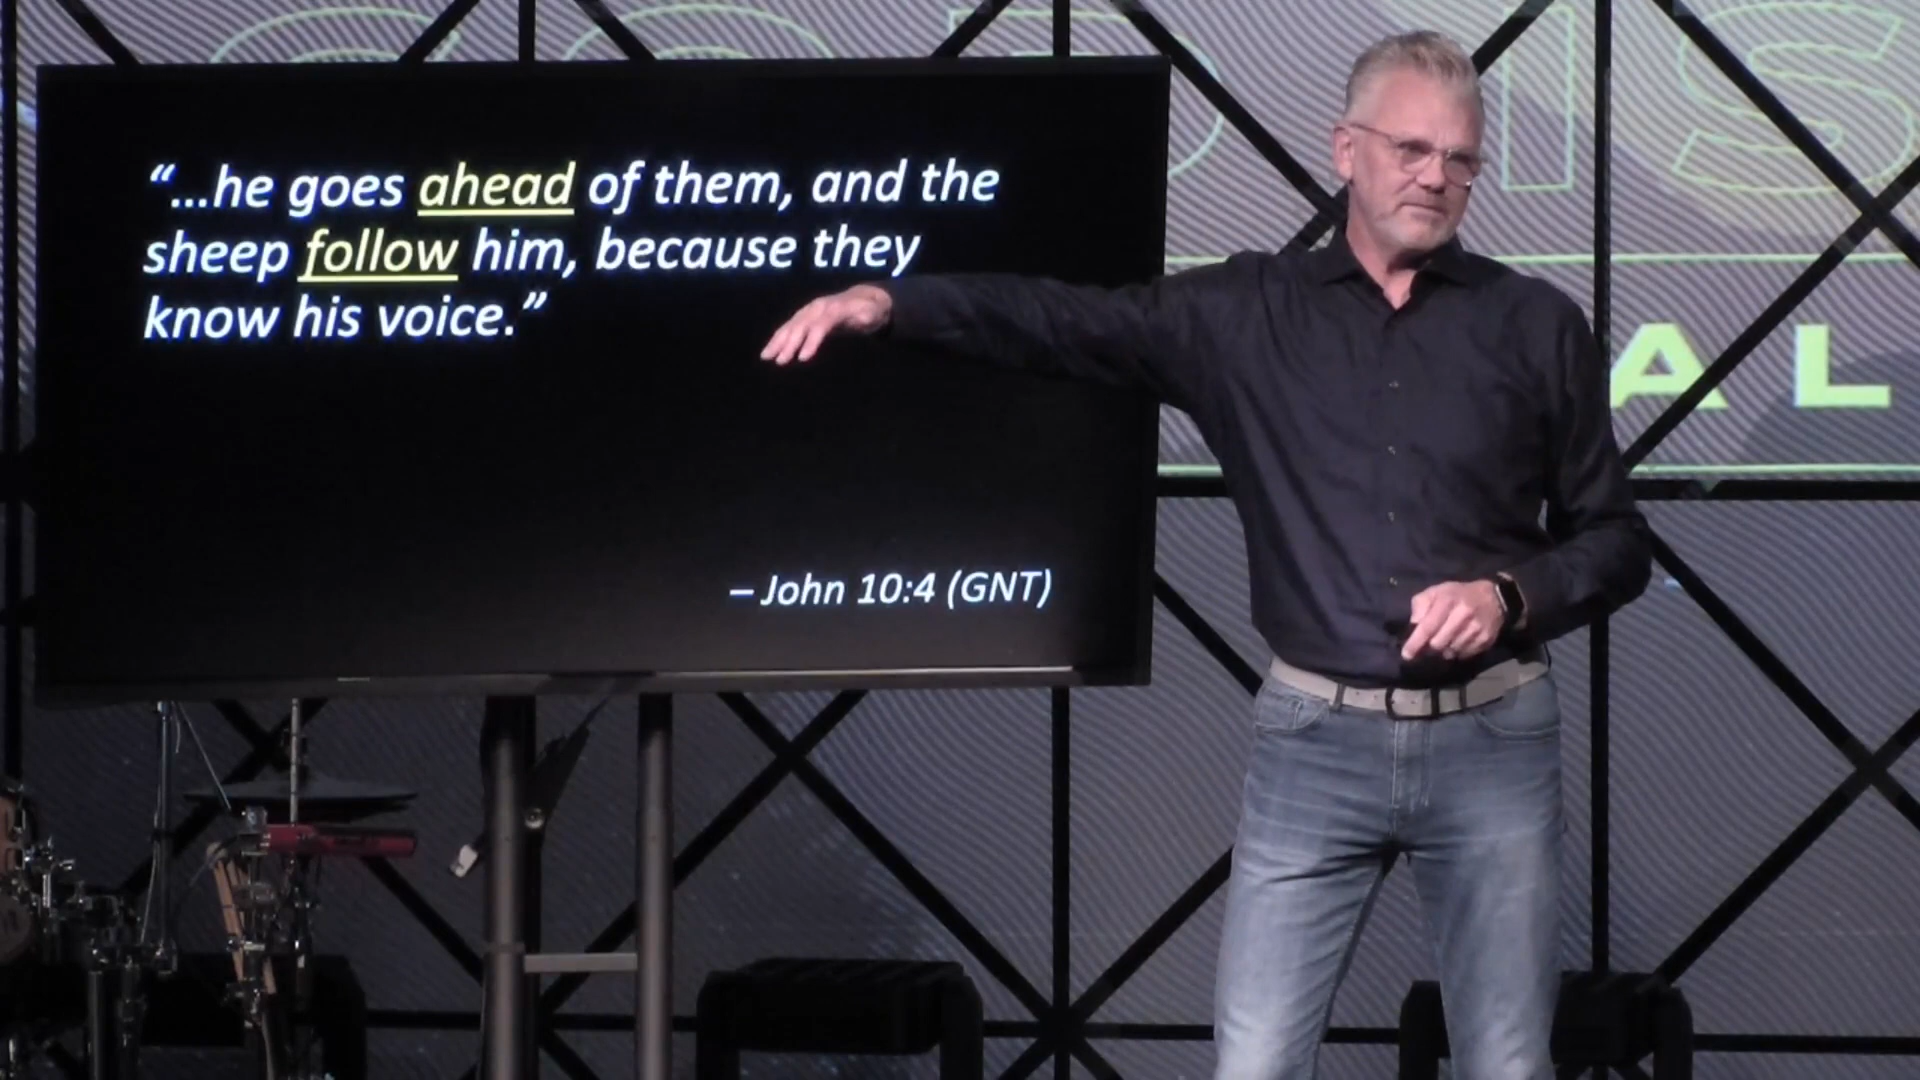 “...he goes ahead of them, and the
sheep follow him, because they
know his voice.”
– John 10:4 (GNT)
AL